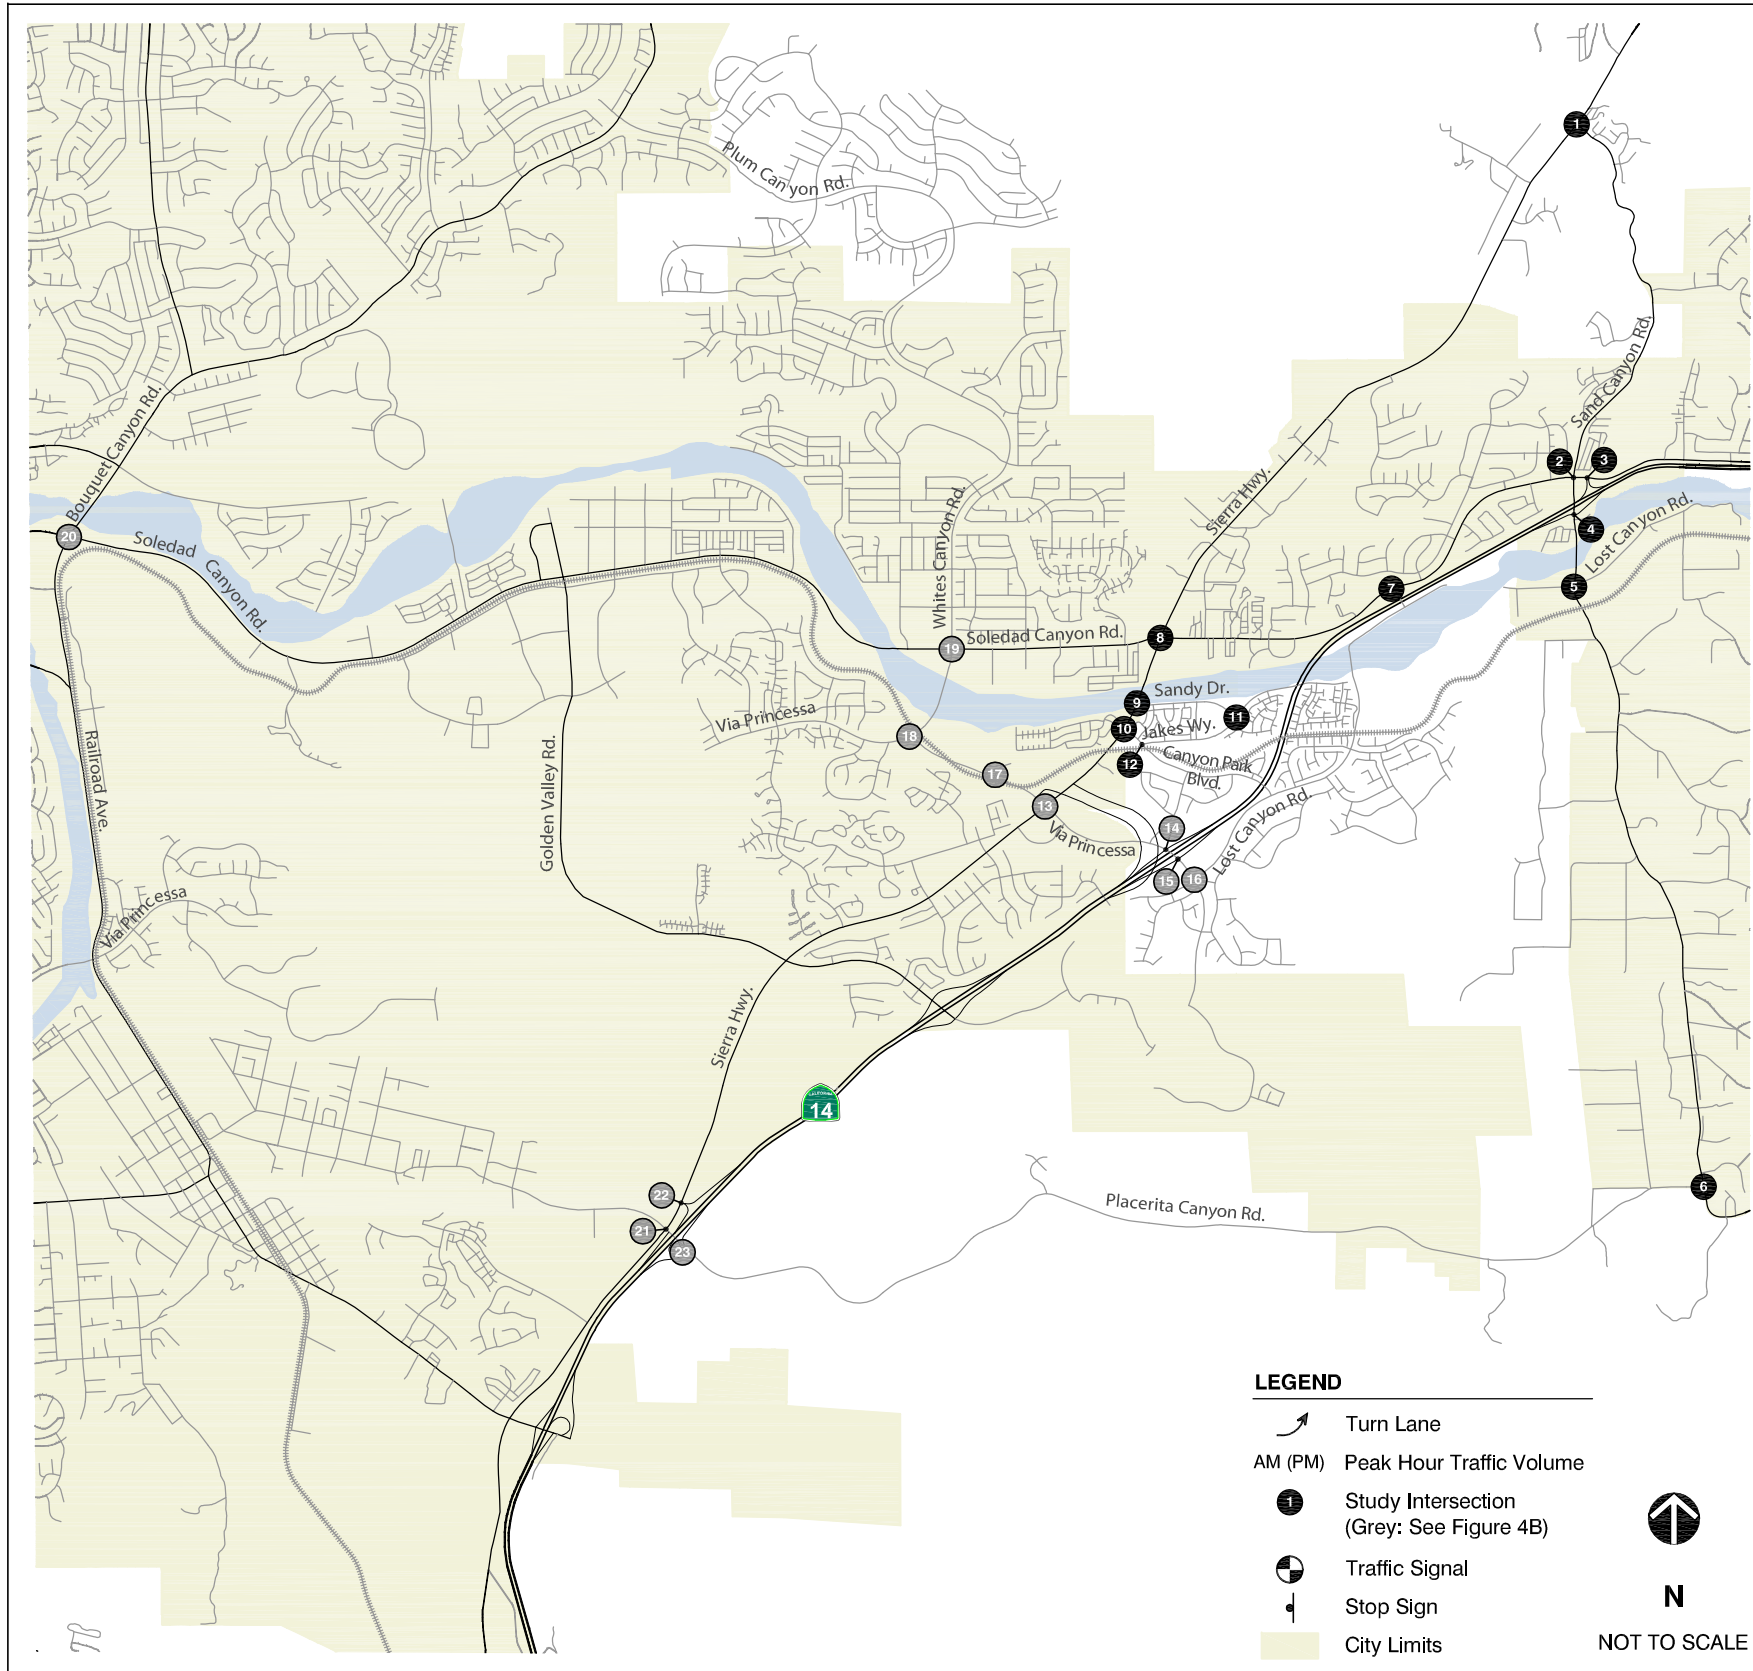 1
Plum Canyon Rd.
Sand Canyon Rd.
Bouquet Canyon Rd.
2
3
Sierra Hwy.
Whites Canyon Rd.
Lost Canyon Rd.
4
20
Soledad
Canyon Rd.
5
7
Soledad Canyon Rd.
8
19
Sandy Dr.
9
Via Princessa
11
10
Jakes Wy.
18
Canyon Park
Blvd.
12
17
Railroad Ave.
Golden Valley Rd.
13
Lost Canyon Rd.
14
Via Princessa
15
16
Via Princessa
Sierra Hwy.
CALIFORNIA
14
22
Placerita Canyon Rd.
6
21
23
LEGEND
Turn Lane
AM (PM) Peak Hour Traffic Volume
1 Study Intersection
(Grey: See Figure 4B)
Traffic Signal
Stop Sign
City Limits
N
NOT TO SCALE